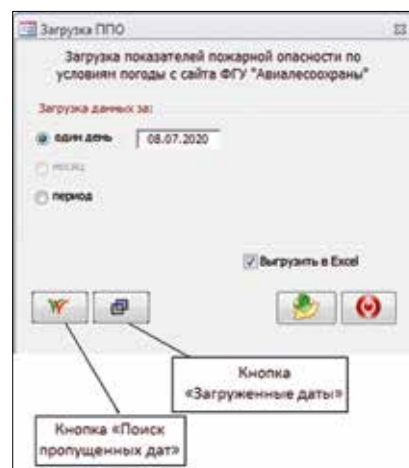 Загрузка ППО
Загрузка показателей пожарной опасности по
условиям погоды с сайта ФГУ "Авиалесоохраны"
Загрузка данных за:
один день 08.07.2020
месяц
период
Выгрузить в Excel
Кнопка
«Загруженные даты»
Кнопка «Поиск
пропущенных дат»